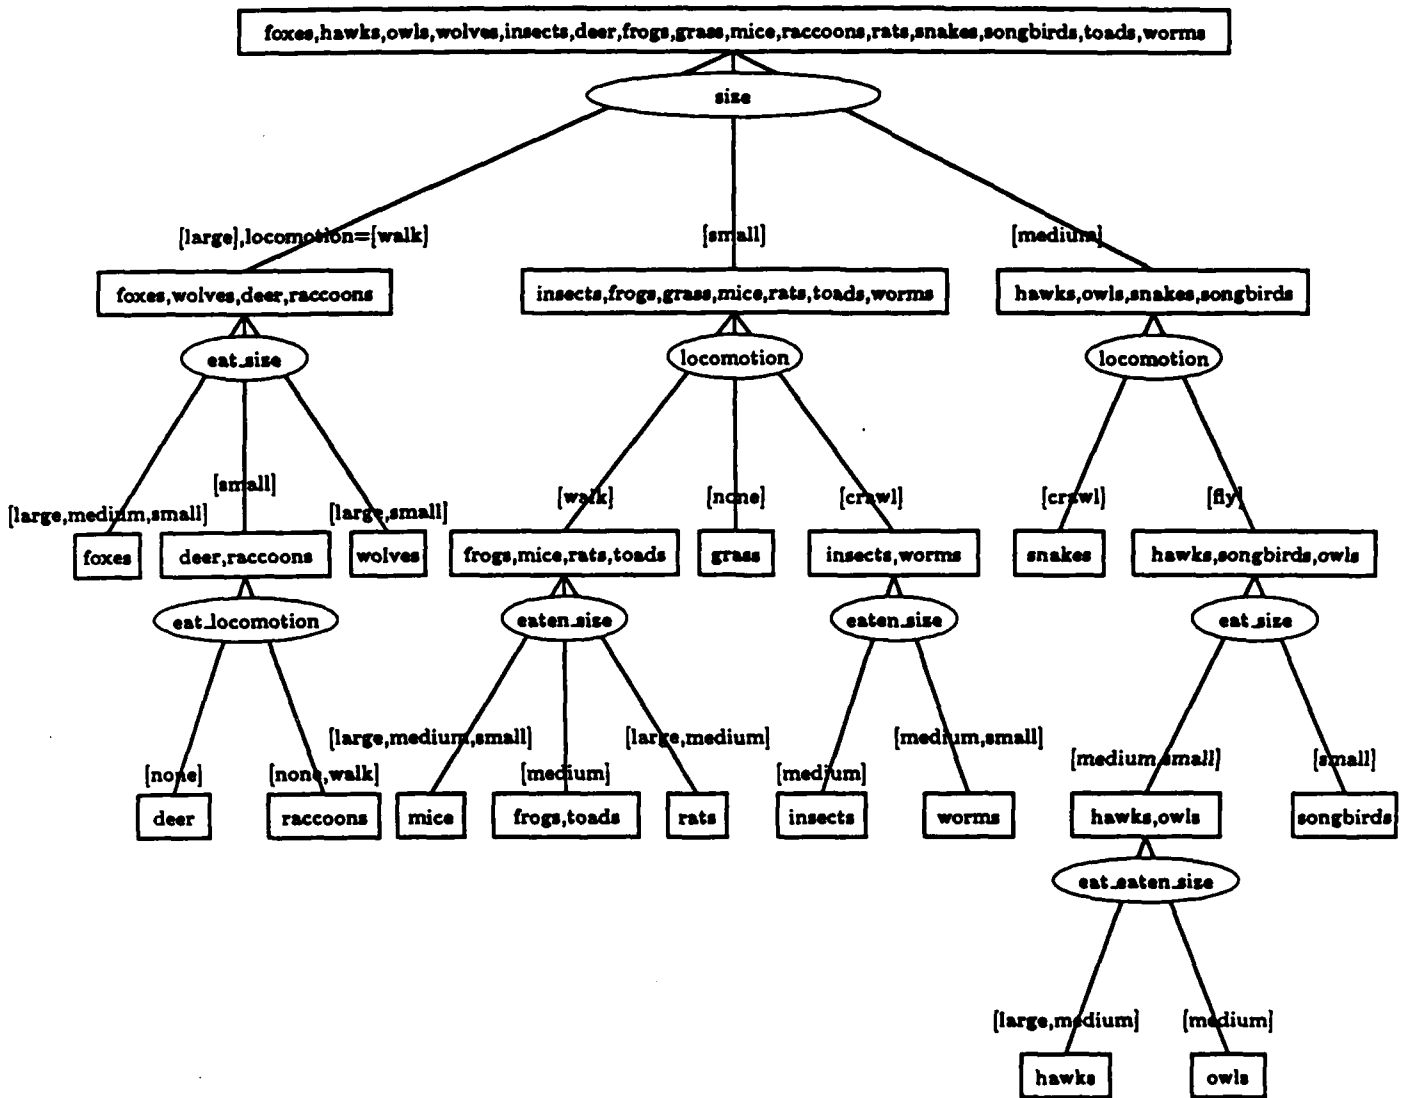 foxes,hawks,owls,wolves,insects,deer,frogs,grass,mice,raccoons,rats,snakes,songbirds,toads,worms
size
[large],locomotion=[walk]
[small]
[medium]
foxes,wolves,deer,raccoons
insects,frogs,grass,mice,rats,toads,worms
hawks,owls,snakes,songbirds
eat_size
locomotion
locomotion
[large,medium,small]
[small]
[large,small]
[walk]
[none]
[crawl]
[crawl]
[fly]
foxes
deer,raccoons
wolves
frogs,mice,rats,toads
grass
insects,worms
snakes
hawks,songbirds,owls
eat_locomotion
eaten_size
eaten_size
eat_size
[none]
[none,walk]
[large,medium,small]
[medium]
[large,medium]
[medium]
[medium,small]
[medium,small]
[small]
deer
raccoons
mice
frogs,toads
rats
insects
worms
hawks,owls
songbirds
eat_eaten_size
[large,medium]
[medium]
hawks
owls